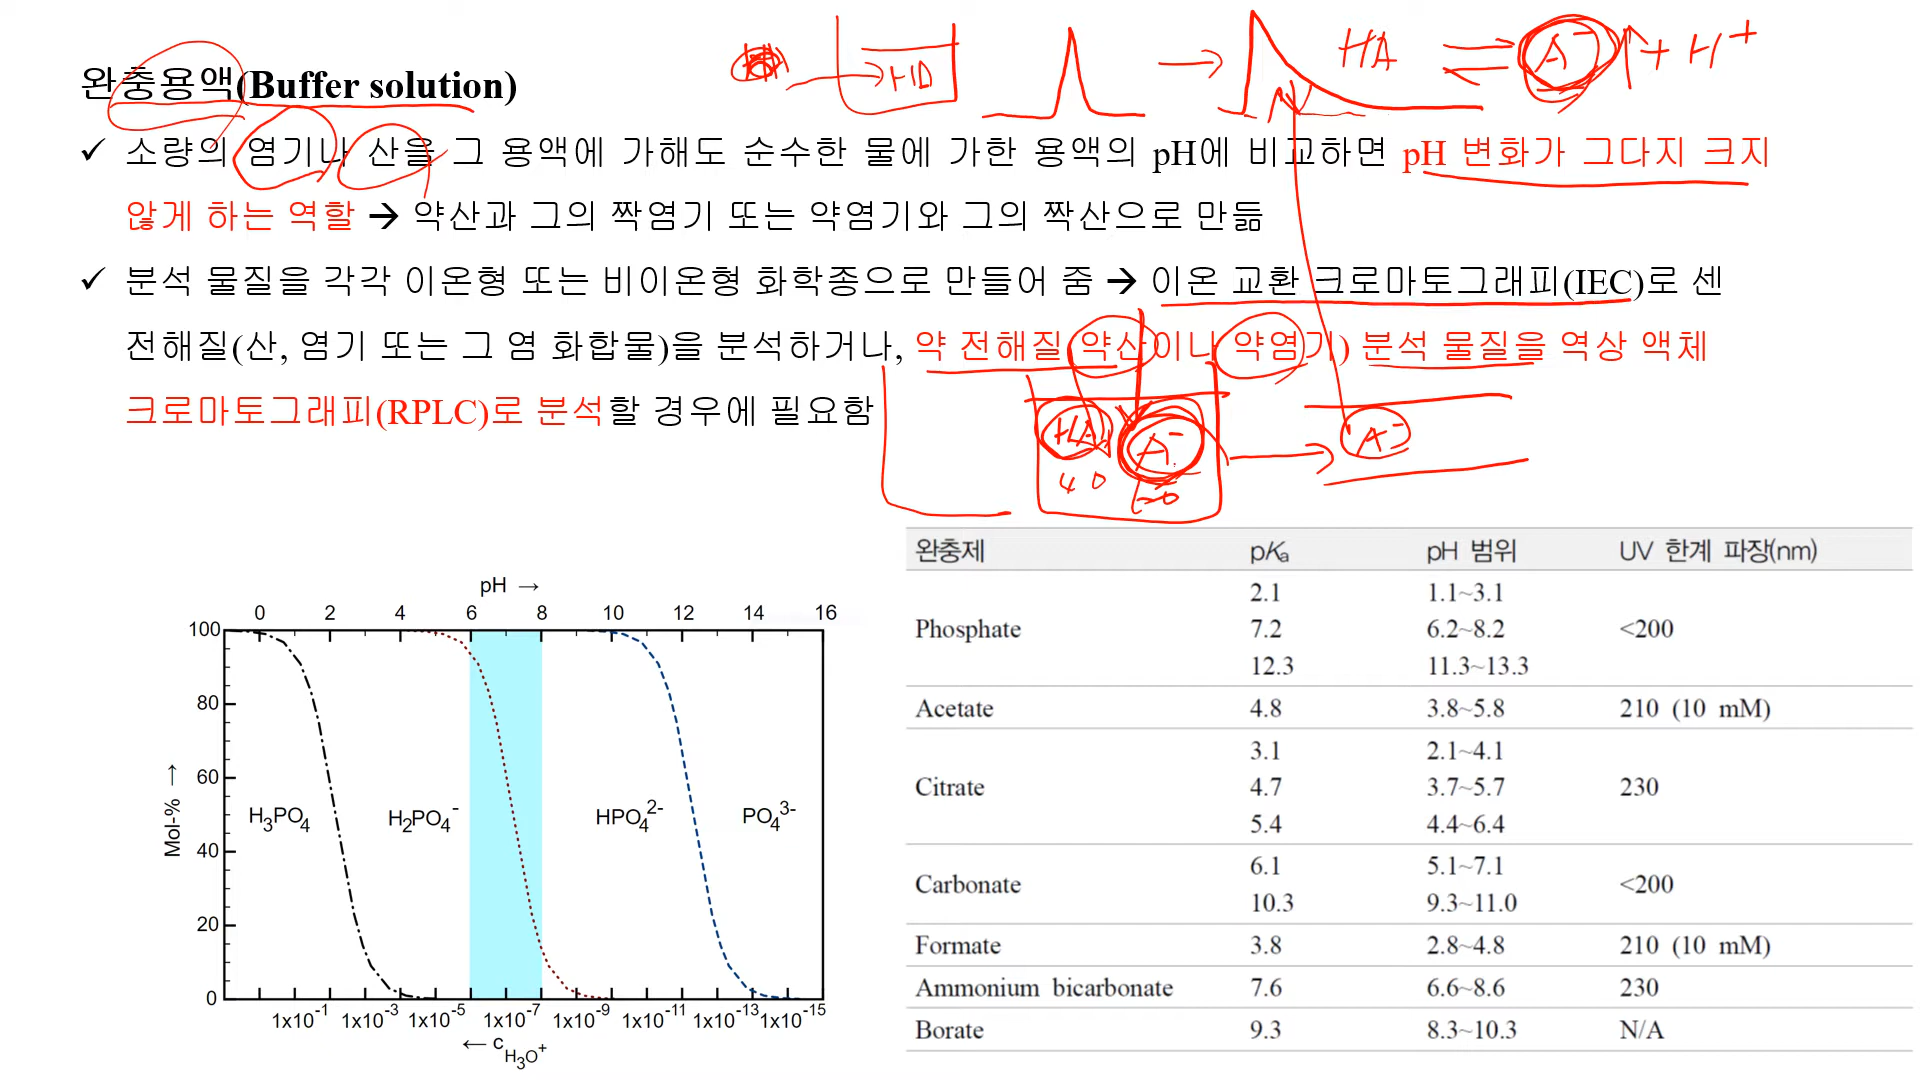 완충용액(Buffer solution)
HA ⇌ A⁻ ↑ + H⁺
✓ 소량의 염기나 산을 그 용액에 가해도 순수한 물에 가한 용액의 pH에 비교하면 pH 변화가 그다지 크지
않게 하는 역할 → 약산과 그의 짝염기 또는 약염기와 그의 짝산으로 만듦
✓ 분석 물질을 각각 이온형 또는 비이온형 화학종으로 만들어 줌 → 이온 교환 크로마토그래피(IEC)로 센
전해질(산, 염기 또는 그 염 화합물)을 분석하거나, 약 전해질(약산이나 약염기) 분석 물질을 역상 액체
크로마토그래피(RPLC)로 분석할 경우에 필요함
HA A⁻ → A⁻
40
pH →
0 2 4 6 8 10 12 14 16
Mol-% →
100
80
60
40
20
0
H₃PO₄ H₂PO₄⁻ HPO₄²⁻ PO₄³⁻
1x10⁻¹ 1x10⁻³ 1x10⁻⁵ 1x10⁻⁷ 1x10⁻⁹ 1x10⁻¹¹ 1x10⁻¹³ 1x10⁻¹⁵
← c H₃O⁺
완충제 pKa pH 범위 UV 한계 파장(nm)
2.1 1.1~3.1
Phosphate 7.2 6.2~8.2 <200
12.3 11.3~13.3
Acetate 4.8 3.8~5.8 210 (10 mM)
3.1 2.1~4.1
Citrate 4.7 3.7~5.7 230
5.4 4.4~6.4
6.1 5.1~7.1
Carbonate <200
10.3 9.3~11.0
Formate 3.8 2.8~4.8 210 (10 mM)
Ammonium bicarbonate 7.6 6.6~8.6 230
Borate 9.3 8.3~10.3 N/A